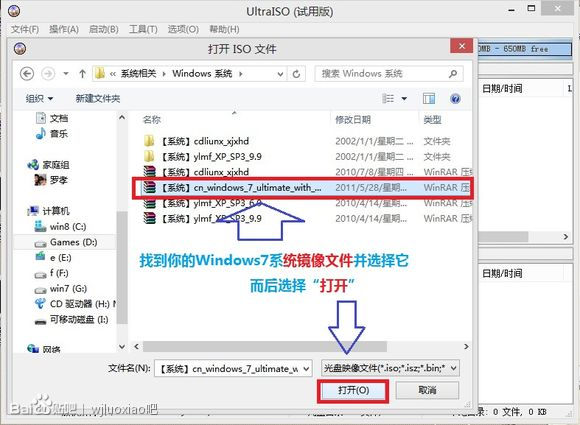 UltraISO (试用版)
文件(F) 操作(A) 启动(B) 工具(T) 选项(O) 帮助(H)
打开 ISO 文件
0MB - 650MB free
« 系统相关 ▸ Windows 系统 ▸
搜索 Windows 系统
组织 新建文件夹
日期/时间
名称 修改日期 类型
文档
音乐
家庭组
罗孝
计算机
win8 (C:)
Games (D:)
e (E:)
f (F:)
win7 (G:)
CD 驱动器 (H:)
可移动磁盘 (I:)
网络
【系统】cdliunx_xjxhd 2002/1/1/星期二 ... 文件夹
【系统】ylmf_XP_SP3_9.9 2002/1/1/星期二 ... 文件夹
【系统】cdliunx_xjxhd 2010/7/8/星期四 ... WinRAR 压缩
【系统】cn_windows_7_ultimate_with_... 2011/5/28/星期... WinRAR 压缩
【系统】ylmf_XP_SP3_6.9 2010/4/14/星期... WinRAR 压缩
【系统】ylmf_XP_SP3_9.9 2010/4/14/星期... WinRAR 压缩
找到你的Windows7系统镜像文件并选择它
而后选择“打开”
日期/时间
文件名(N): 【系统】cn_windows_7_ultimate_w
光盘映像文件(*.iso;*.isz;*.bin;*
打开(O) 取消
Bai 贴吧 | wjluoxiao吧
0 文件, 0 KB